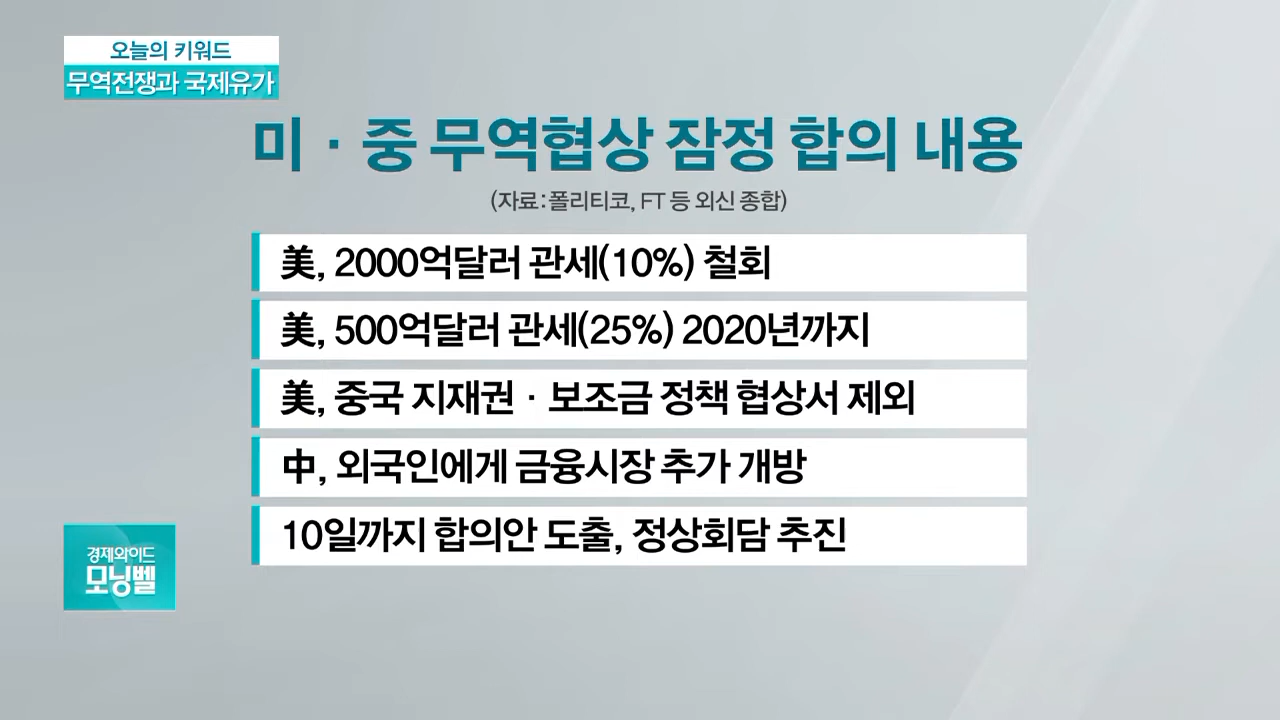 오늘의 키워드
무역전쟁과 국제유가
미 · 중 무역협상 잠정 합의 내용
(자료:폴리티코, FT 등 외신 종합)
美, 2000억달러 관세(10%) 철회
美, 500억달러 관세(25%) 2020년까지
美, 중국 지재권 · 보조금 정책 협상서 제외
中, 외국인에게 금융시장 추가 개방
10일까지 합의안 도출, 정상회담 추진
경제와이드
모닝벨